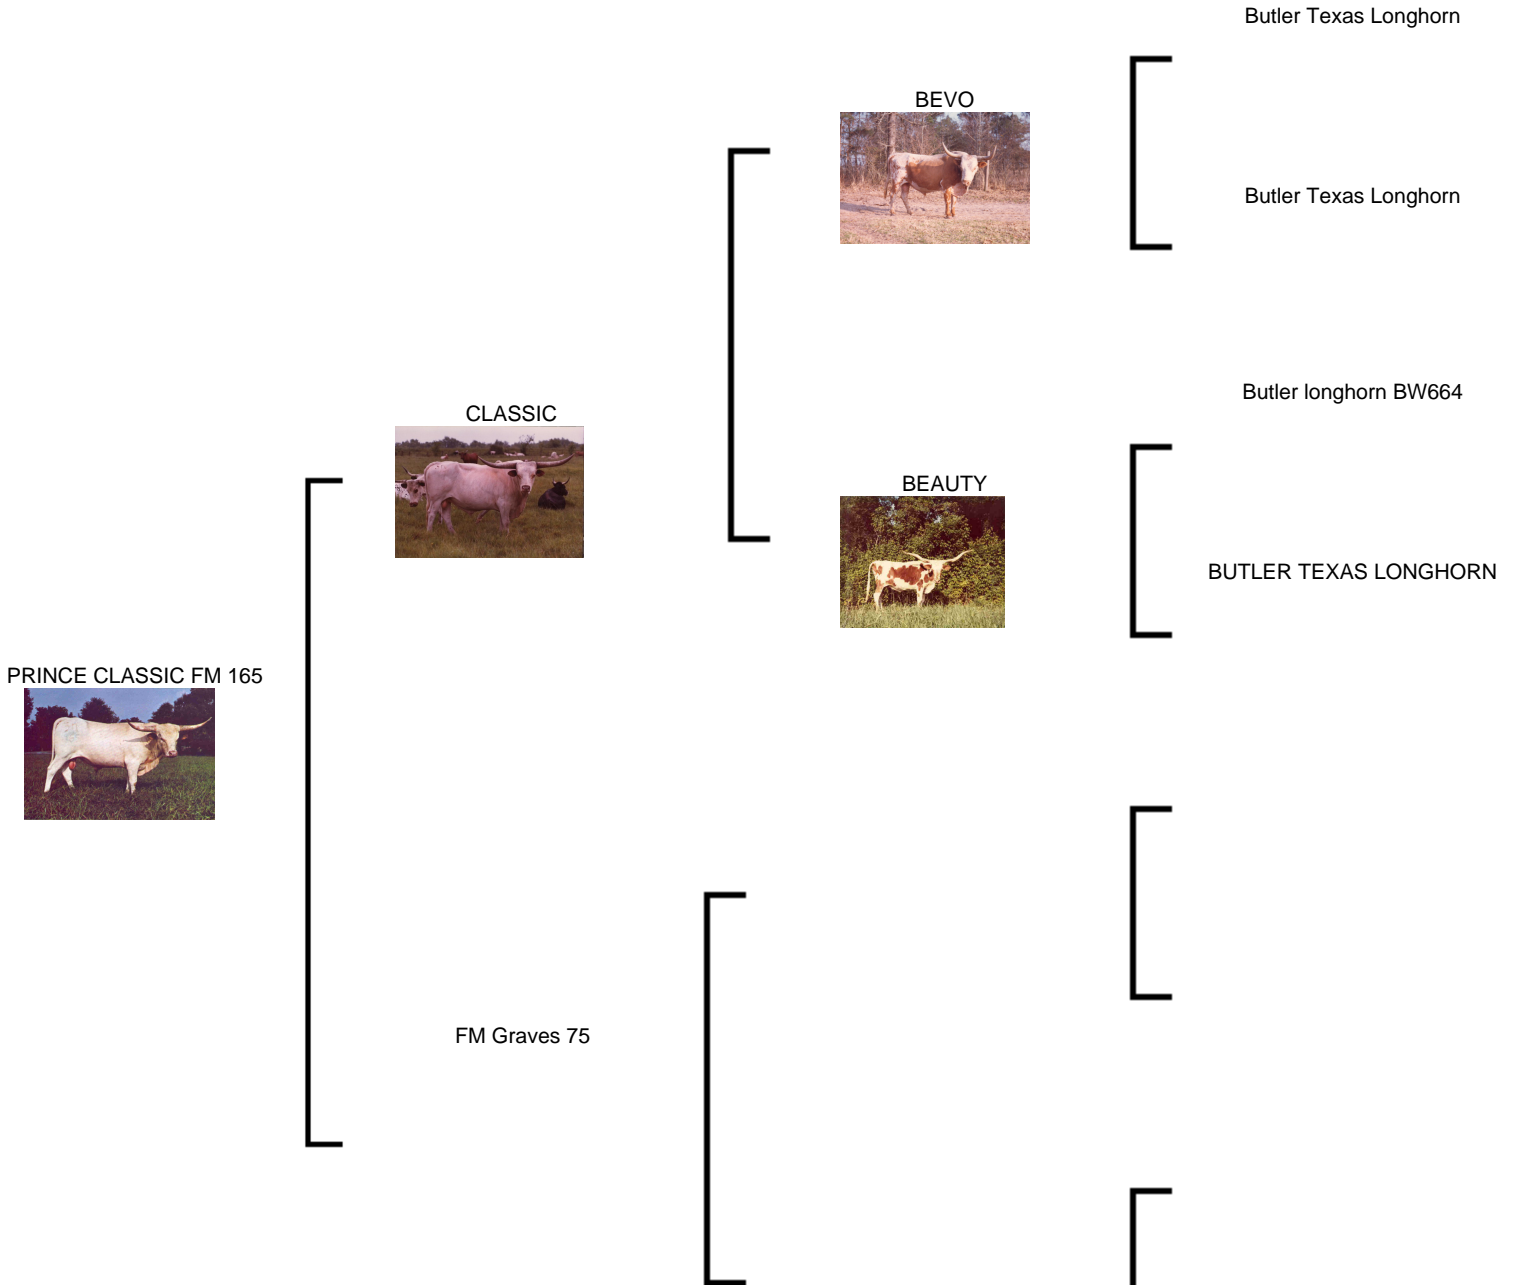 Butler Texas Longhorn
BEVO
Butler Texas Longhorn
Butler longhorn BW664
CLASSIC
BEAUTY
BUTLER TEXAS LONGHORN
PRINCE CLASSIC FM 165
FM Graves 75